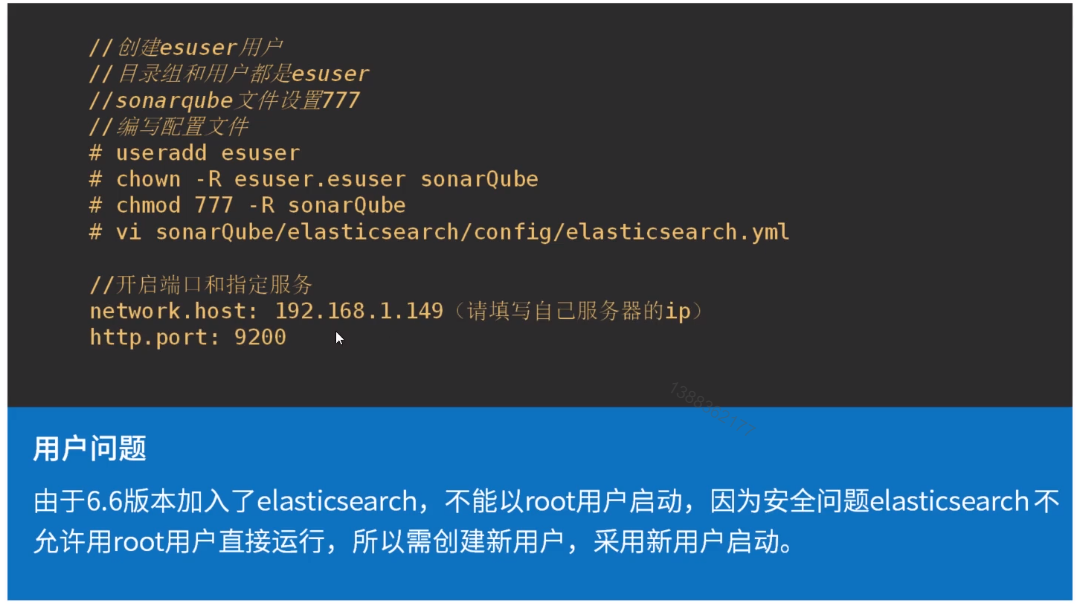 //创建esuser用户
//目录组和用户都是esuser
//sonarqube文件设置777
//编写配置文件
# useradd esuser
# chown -R esuser.esuser sonarQube
# chmod 777 -R sonarQube
# vi sonarQube/elasticsearch/config/elasticsearch.yml
//开启端口和指定服务
network.host: 192.168.1.149（请填写自己服务器的ip）
http.port: 9200
用户问题
由于6.6版本加入了elasticsearch，不能以root用户启动，因为安全问题elasticsearch不
允许用root用户直接运行，所以需创建新用户，采用新用户启动。